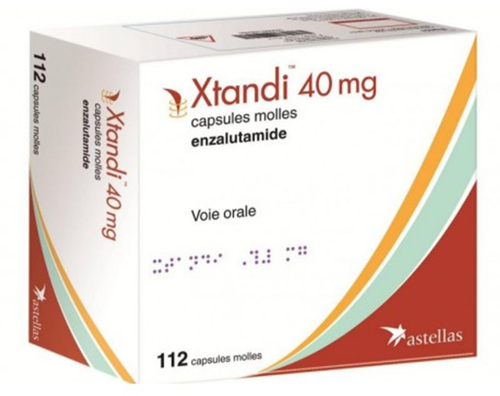 Xtandi™ 40 mg
capsules molles
enzalutamide
Voie orale
112 capsules molles
astellas
112 capsules molles
Xtandi™ 40 mg
capsules molles
enzalutamide
astellas